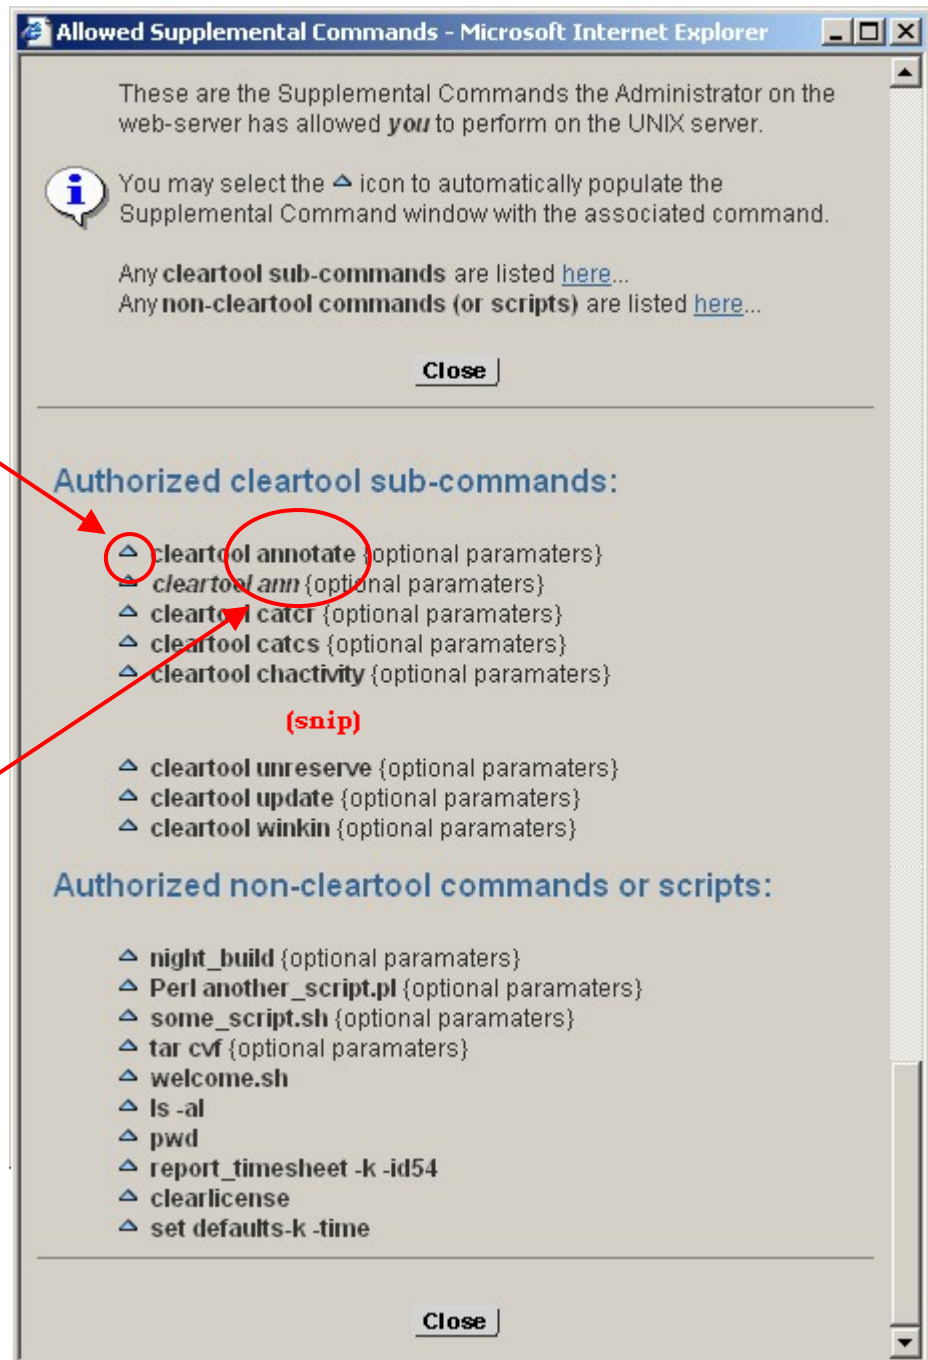 Allowed Supplemental Commands - Microsoft Internet Explorer
These are the Supplemental Commands the Administrator on the
web-server has allowed you to perform on the UNIX server.
You may select the icon to automatically populate the
Supplemental Command window with the associated command.
Any cleartool sub-commands are listed here...
Any non-cleartool commands (or scripts) are listed here...
Close
Authorized cleartool sub-commands:
cleartool annotate {optional paramaters}
cleartool ann {optional paramaters}
cleartool catcr {optional paramaters}
cleartool catcs {optional paramaters}
cleartool chactivity {optional paramaters}
(snip)
cleartool unreserve {optional paramaters}
cleartool update {optional paramaters}
cleartool winkin {optional paramaters}
Authorized non-cleartool commands or scripts:
night_build {optional paramaters}
Perl another_script.pl {optional paramaters}
some_script.sh {optional paramaters}
tar cvf {optional paramaters}
welcome.sh
ls -al
pwd
report_timesheet -k -id54
clearlicense
set defaults-k -time
Close